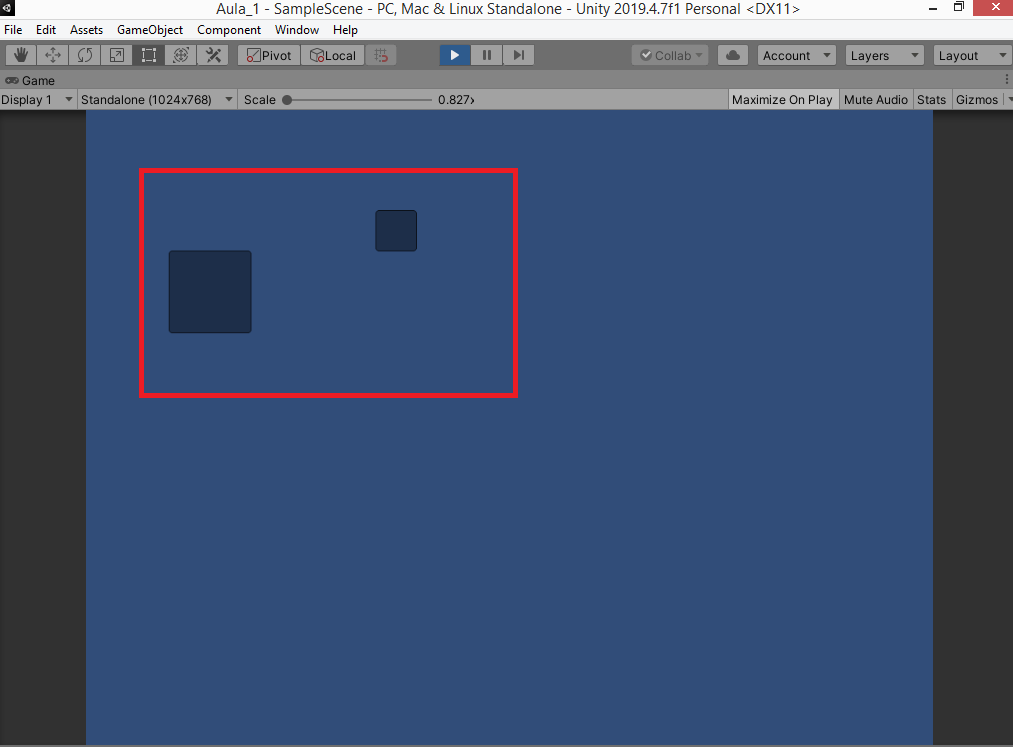 Aula_1 - SampleScene - PC, Mac & Linux Standalone - Unity 2019.4.7f1 Personal <DX11>
File Edit Assets GameObject Component Window Help
Pivot Local Collab Account Layers Layout
Game
Display 1 Standalone (1024x768) Scale 0.827x Maximize On Play Mute Audio Stats Gizmos